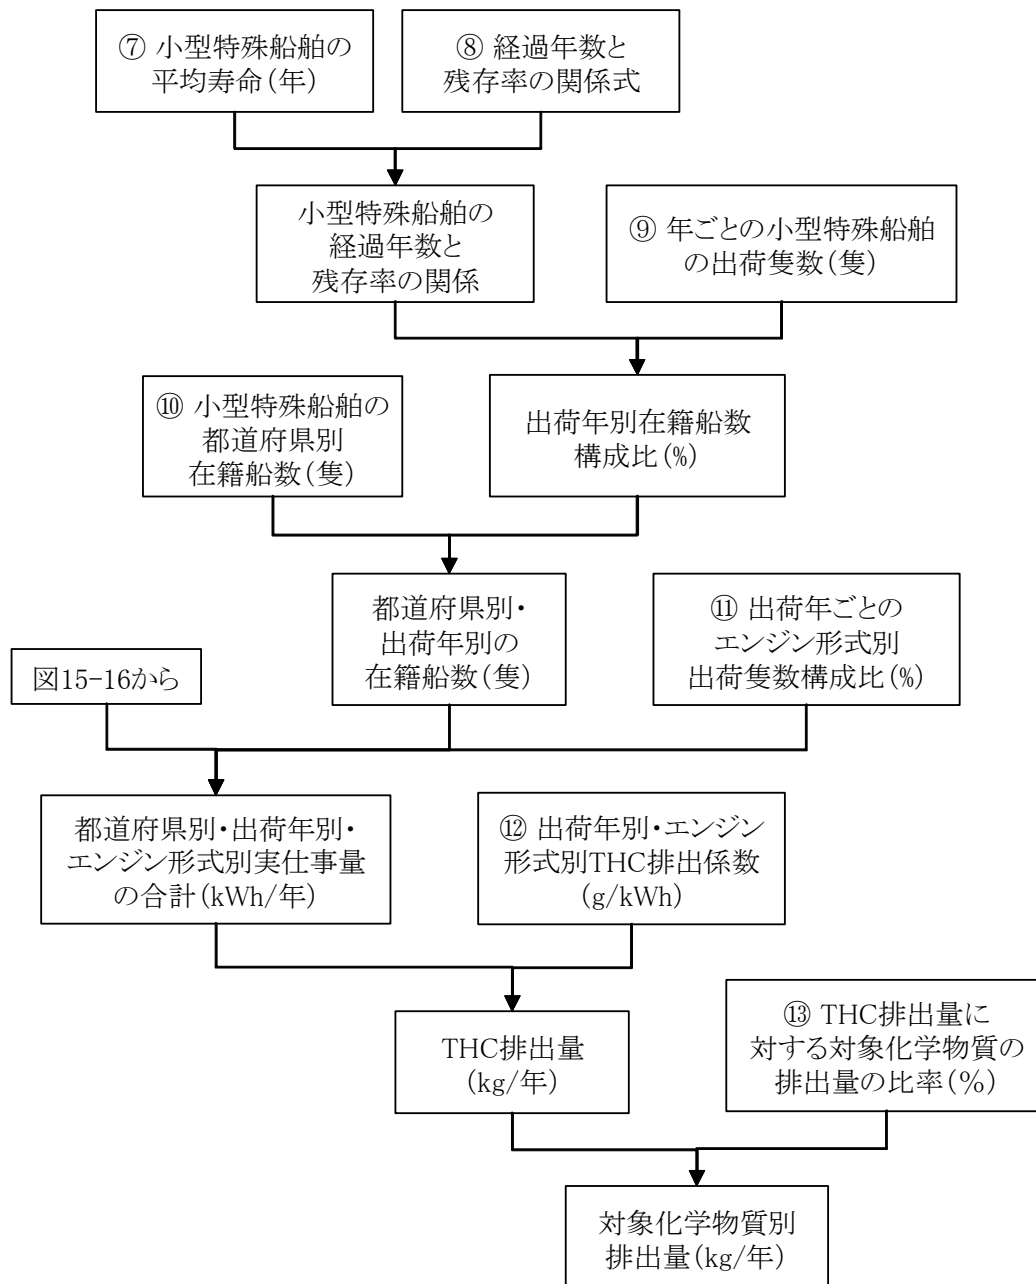 ⑦ 小型特殊船舶の
平均寿命(年)
⑧ 経過年数と
残存率の関係式
小型特殊船舶の
経過年数と
残存率の関係
⑨ 年ごとの小型特殊船舶
の出荷隻数(隻)
⑩ 小型特殊船舶の
都道府県別
在籍船数(隻)
出荷年別在籍船数
構成比(%)
都道府県別・
出荷年別の
在籍船数(隻)
⑪ 出荷年ごとの
エンジン形式別
出荷隻数構成比(%)
図15-16から
都道府県別・出荷年別・
エンジン形式別実仕事量
の合計(kWh/年)
⑫ 出荷年別・エンジン
形式別THC排出係数
(g/kWh)
THC排出量
(kg/年)
⑬ THC排出量に
対する対象化学物質の
排出量の比率(%)
対象化学物質別
排出量(kg/年)